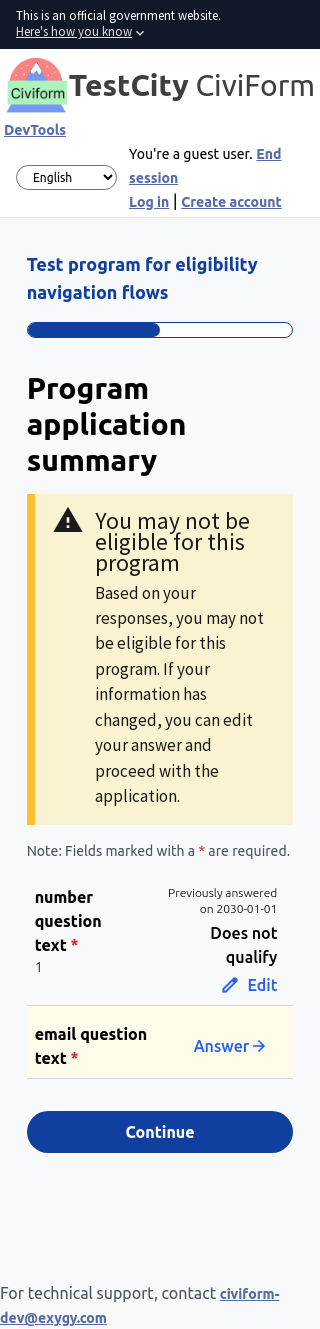 This is an official government website.
Here's how you know
Civiform
TestCity CiviForm
DevTools
English
You're a guest user. End
session
Log in | Create account
Test program for eligibility
navigation flows
Program
application
summary
You may not be
eligible for this
program
Based on your
responses, you may not
be eligible for this
program. If your
information has
changed, you can edit
your answer and
proceed with the
application.
Note: Fields marked with a * are required.
number
question
text *
1
Previously answered
on 2030-01-01
Does not
qualify
Edit
email question
text *
Answer
Continue
For technical support, contact civiform-
dev@exygy.com